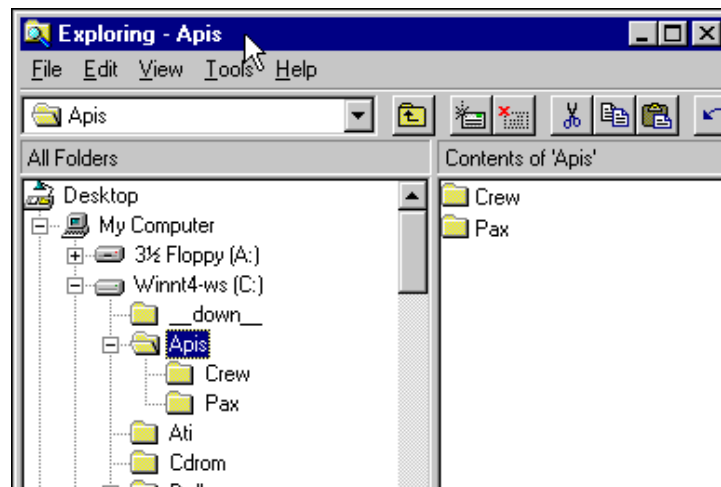 Exploring - Apis
File Edit View Tools Help
Apis
All Folders
Contents of 'Apis'
Desktop
My Computer
3½ Floppy (A:)
Winnt4-ws (C:)
__down__
Apis
Crew
Pax
Ati
Cdrom
Crew
Pax